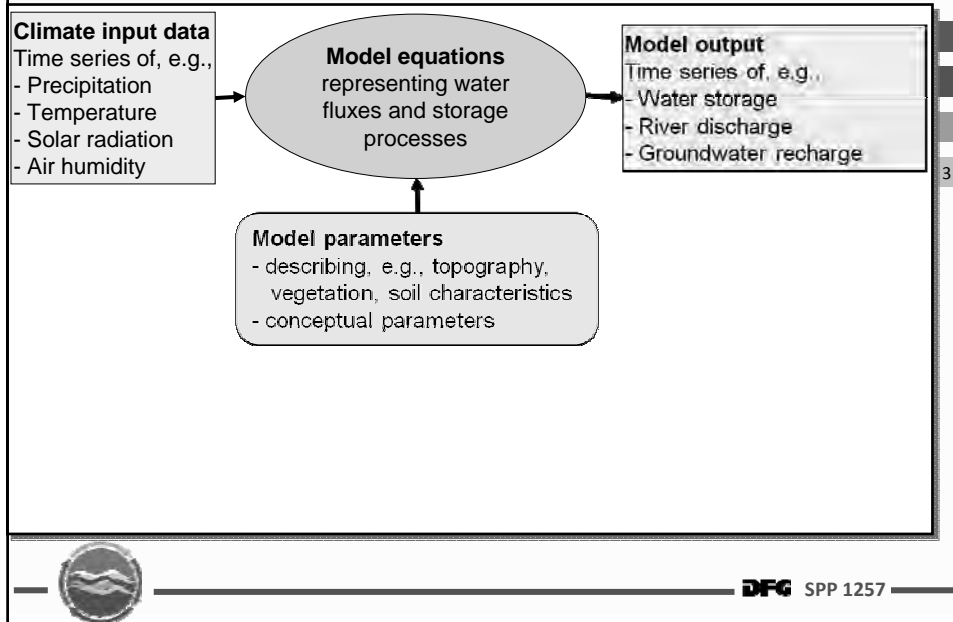 Climate input data
Time series of, e.g.,
- Precipitation
- Temperature
- Solar radiation
- Air humidity
Model equations
representing water
fluxes and storage
processes
Model output
Time series of, e.g.,
- Water storage
- River discharge
- Groundwater recharge
3
Model parameters
- describing, e.g., topography,
vegetation, soil characteristics
- conceptual parameters
DFG SPP 1257